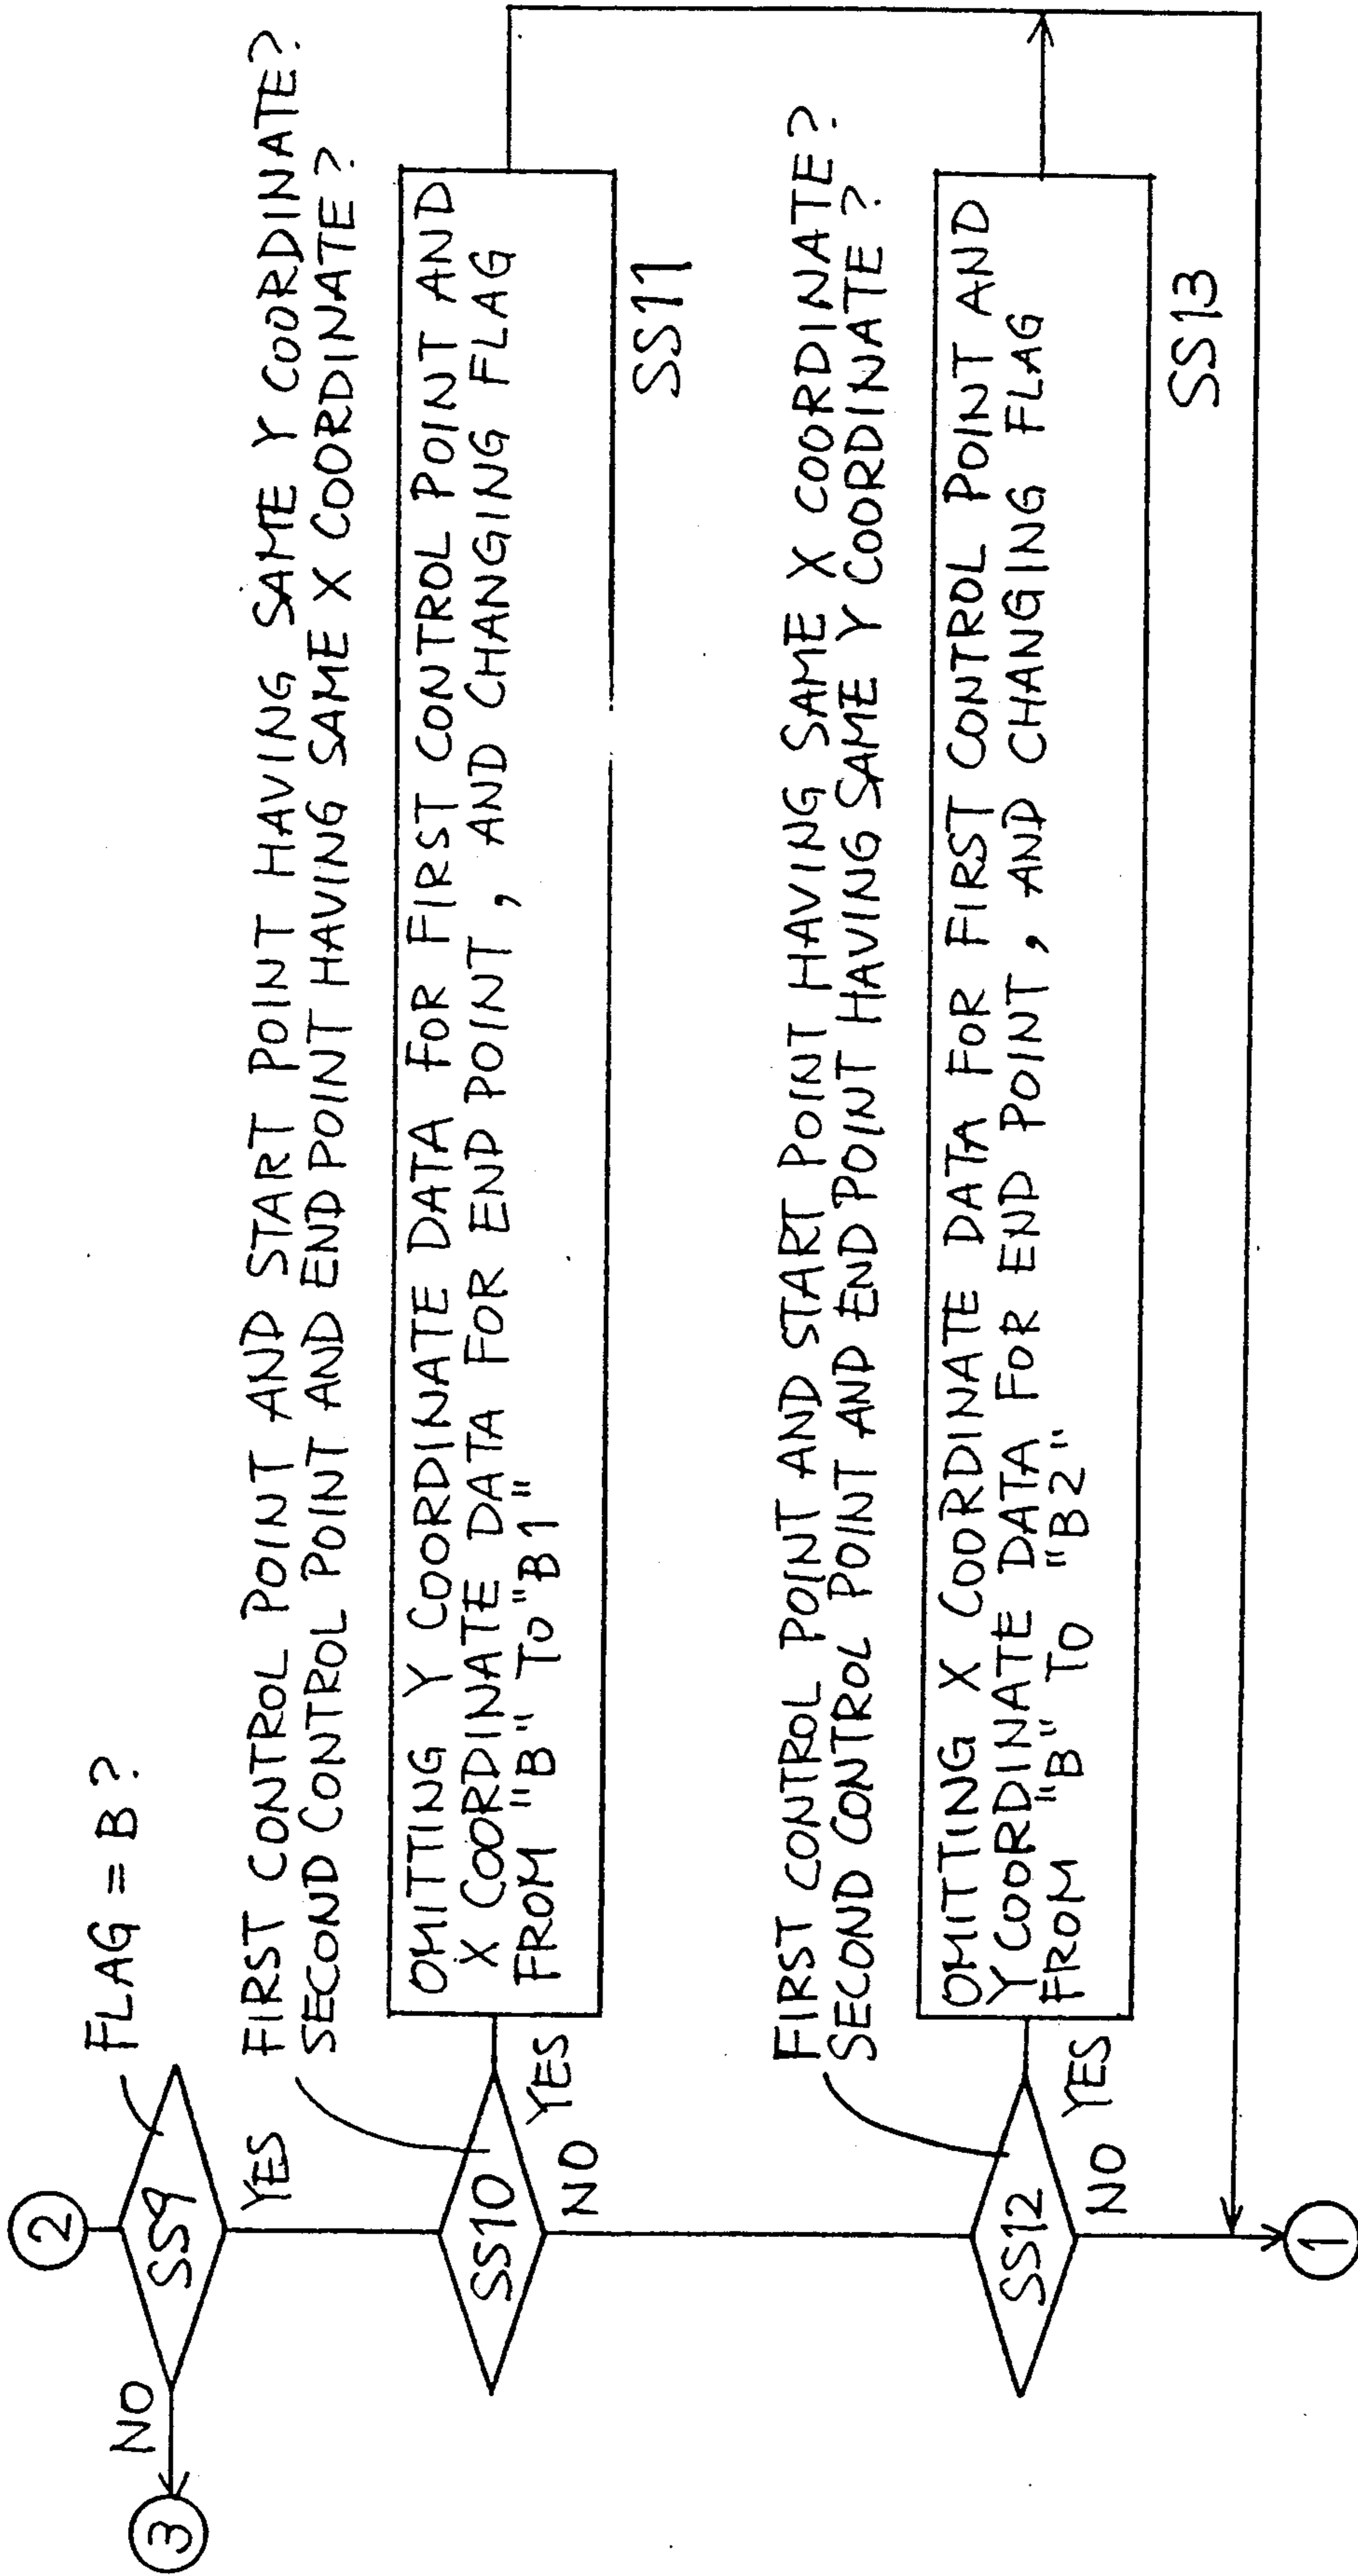 2
FLAG = B ?
SS9
NO
3
YES
FIRST CONTROL POINT AND START POINT HAVING SAME Y COORDINATE?
SECOND CONTROL POINT AND END POINT HAVING SAME X COORDINATE?
SS10
YES
NO
OMITTING Y COORDINATE DATA FOR FIRST CONTROL POINT AND
X COORDINATE DATA FOR END POINT, AND CHANGING FLAG
FROM "B" TO "B1"
SS11
FIRST CONTROL POINT AND START POINT HAVING SAME X COORDINATE?
SECOND CONTROL POINT AND END POINT HAVING SAME Y COORDINATE?
SS12
YES
NO
OMITTING X COORDINATE DATA FOR FIRST CONTROL POINT AND
Y COORDINATE DATA FOR END POINT, AND CHANGING FLAG
FROM "B" TO "B2"
SS13
1